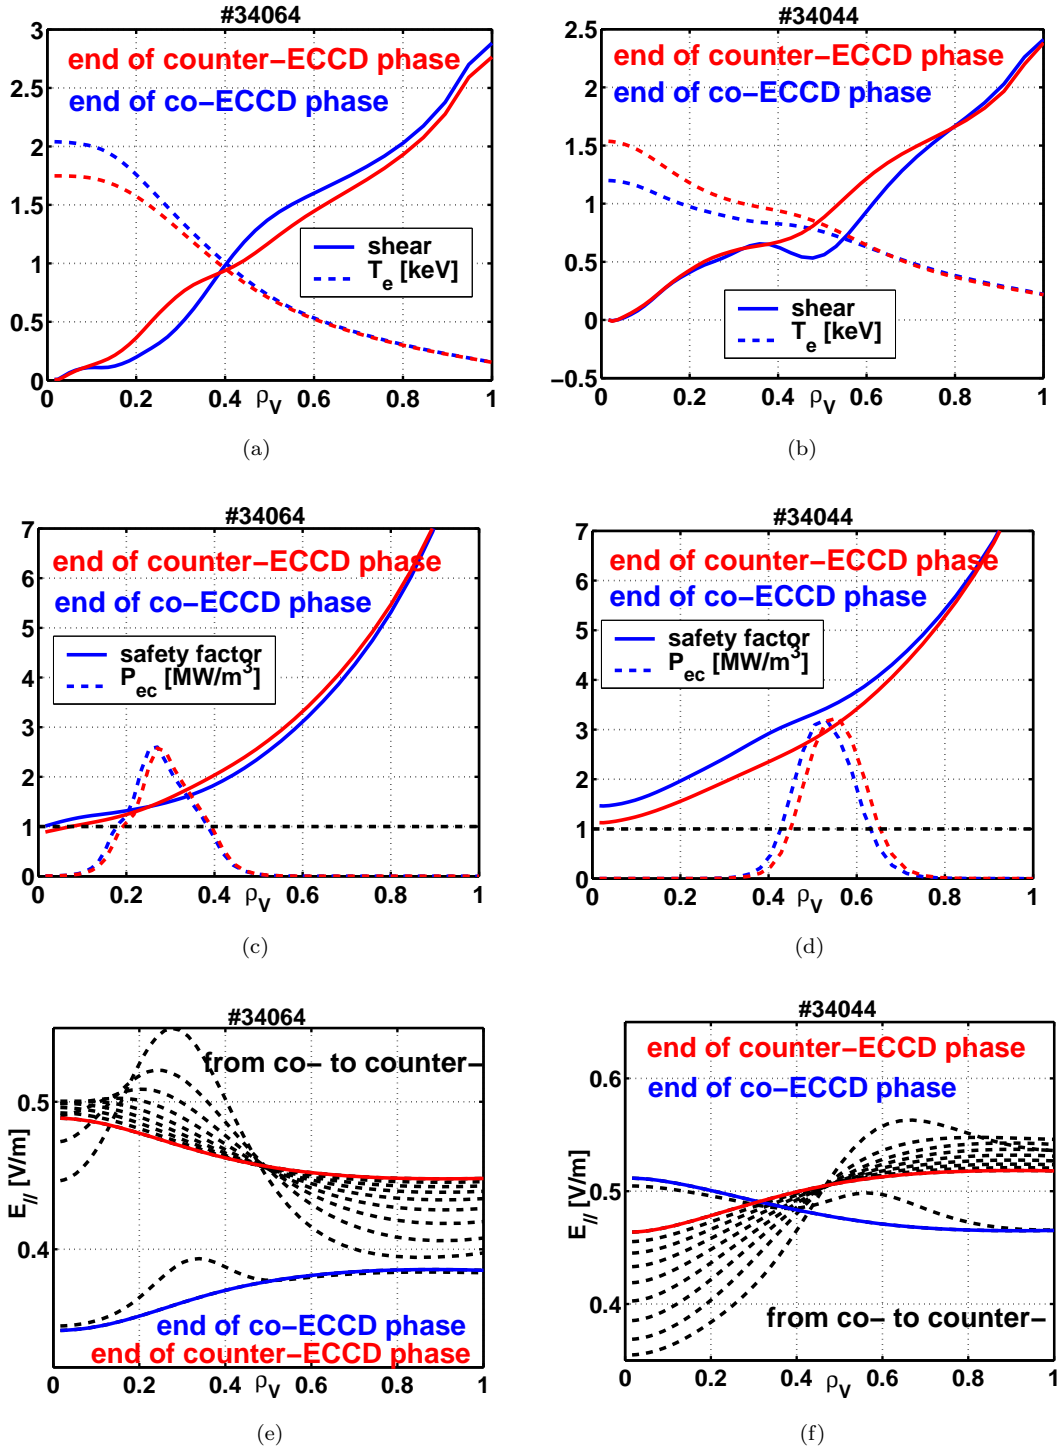 #34064
end of counter-ECCD phase
end of co-ECCD phase
shear
T_e [keV]
3
2.5
2
1.5
1
0.5
0
0 0.2 0.4 0.6 0.8 1
ρ_V
(a)
#34044
end of counter-ECCD phase
end of co-ECCD phase
shear
T_e [keV]
2.5
2
1.5
1
0.5
0
-0.5
0 0.2 0.4 0.6 0.8 1
ρ_V
(b)
#34064
end of counter-ECCD phase
end of co-ECCD phase
safety factor
P_ec [MW/m^3]
7
6
5
4
3
2
1
0
0 0.2 0.4 0.6 0.8 1
ρ_V
(c)
#34044
end of counter-ECCD phase
end of co-ECCD phase
safety factor
P_ec [MW/m^3]
7
6
5
4
3
2
1
0
0 0.2 0.4 0.6 0.8 1
ρ_V
(d)
#34064
from co- to counter-
E_// [V/m]
0.5
0.4
end of co-ECCD phase
end of counter-ECCD phase
0 0.2 0.4 0.6 0.8 1
ρ_V
(e)
#34044
end of counter-ECCD phase
end of co-ECCD phase
E_// [V/m]
0.6
0.5
0.4
from co- to counter-
0 0.2 0.4 0.6 0.8 1
ρ_V
(f)